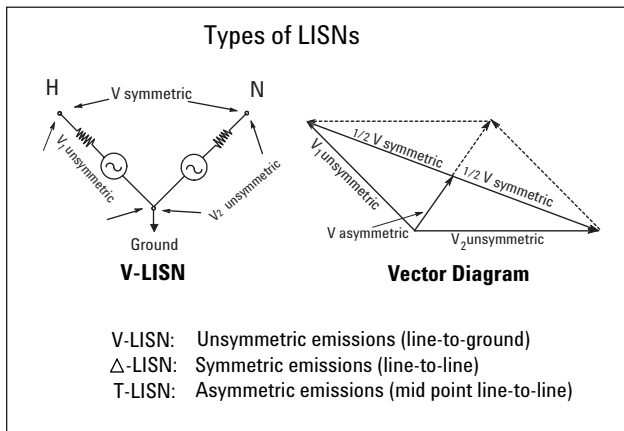 Types of LISNs
H
N
V symmetric
V1 unsymmetric
V2 unsymmetric
Ground
V-LISN
1/2 V symmetric
1/2 V symmetric
V1 unsymmetric
V asymmetric
V2 unsymmetric
Vector Diagram
V-LISN: Unsymmetric emissions (line-to-ground)
△-LISN: Symmetric emissions (line-to-line)
T-LISN: Asymmetric emissions (mid point line-to-line)